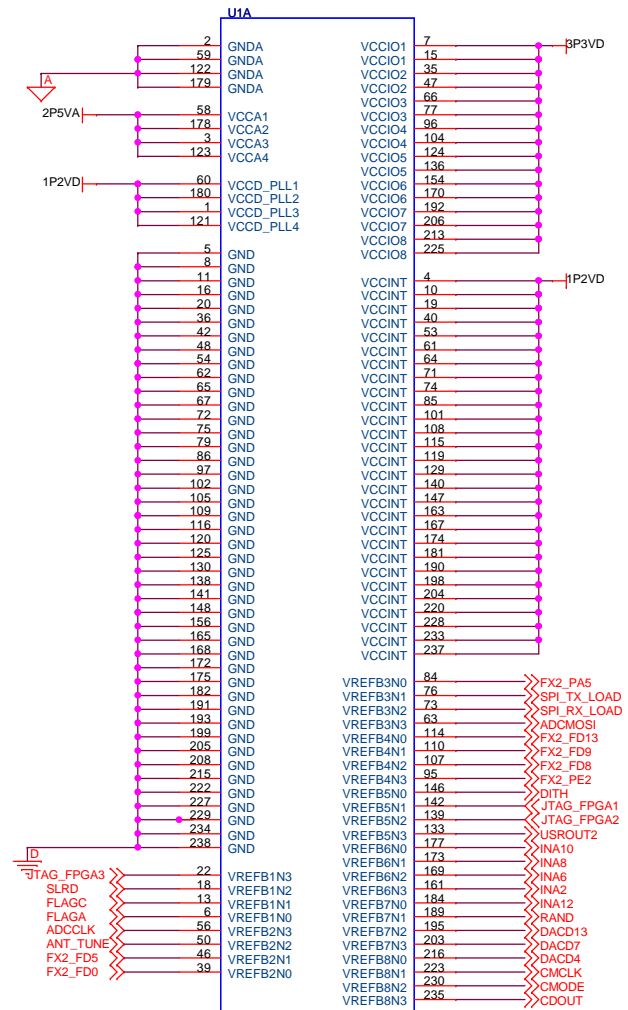 U1A
2 GNDA VCCIO1 7 3P3VD
59 GNDA VCCIO1 15
122 GNDA VCCIO2 35
A 179 GNDA VCCIO2 47
VCCIO3 66
2P5VA 58 VCCA1 VCCIO3 77
178 VCCA2 VCCIO4 96
3 VCCA3 VCCIO4 104
123 VCCA4 VCCIO5 124
VCCIO5 136
1P2VD 60 VCCD_PLL1 VCCIO6 154
180 VCCD_PLL2 VCCIO6 170
1 VCCD_PLL3 VCCIO7 192
121 VCCD_PLL4 VCCIO7 206
VCCIO8 213
5 GND VCCIO8 225
8 GND
11 GND VCCINT 4 1P2VD
16 GND VCCINT 10
20 GND VCCINT 19
36 GND VCCINT 40
42 GND VCCINT 53
48 GND VCCINT 61
54 GND VCCINT 64
62 GND VCCINT 71
65 GND VCCINT 74
67 GND VCCINT 85
72 GND VCCINT 101
75 GND VCCINT 108
79 GND VCCINT 115
86 GND VCCINT 119
97 GND VCCINT 129
102 GND VCCINT 140
105 GND VCCINT 147
109 GND VCCINT 163
116 GND VCCINT 167
120 GND VCCINT 174
125 GND VCCINT 181
130 GND VCCINT 190
138 GND VCCINT 198
141 GND VCCINT 204
148 GND VCCINT 220
156 GND VCCINT 228
165 GND VCCINT 233
168 GND VCCINT 237
172 GND
175 GND VREFB3N0 84 FX2_PA5
182 GND VREFB3N1 76 SPI_TX_LOAD
191 GND VREFB3N2 73 SPI_RX_LOAD
193 GND VREFB3N3 63 ADCMOSI
199 GND VREFB4N0 114 FX2_FD13
205 GND VREFB4N1 110 FX2_FD9
208 GND VREFB4N2 107 FX2_FD8
215 GND VREFB4N3 95 FX2_PE2
222 GND VREFB5N0 146 DITH
227 GND VREFB5N1 142 JTAG_FPGA1
229 GND VREFB5N2 139 JTAG_FPGA2
234 GND VREFB5N3 133 USROUT2
D 238 GND VREFB6N0 177 INA10
VREFB6N1 173 INA8
JTAG_FPGA3 22 VREFB1N3 VREFB6N2 169 INA6
SLRD 18 VREFB1N2 VREFB6N3 161 INA2
FLAGC 13 VREFB1N1 VREFB7N0 184 INA12
FLAGA 6 VREFB1N0 VREFB7N1 189 RAND
ADCCLK 56 VREFB2N3 VREFB7N2 195 DACD13
ANT_TUNE 50 VREFB2N2 VREFB7N3 203 DACD7
FX2_FD5 46 VREFB2N1 VREFB8N0 216 DACD4
FX2_FD0 39 VREFB2N0 VREFB8N1 223 CMCLK
VREFB8N2 230 CMODE
VREFB8N3 235 CDOUT